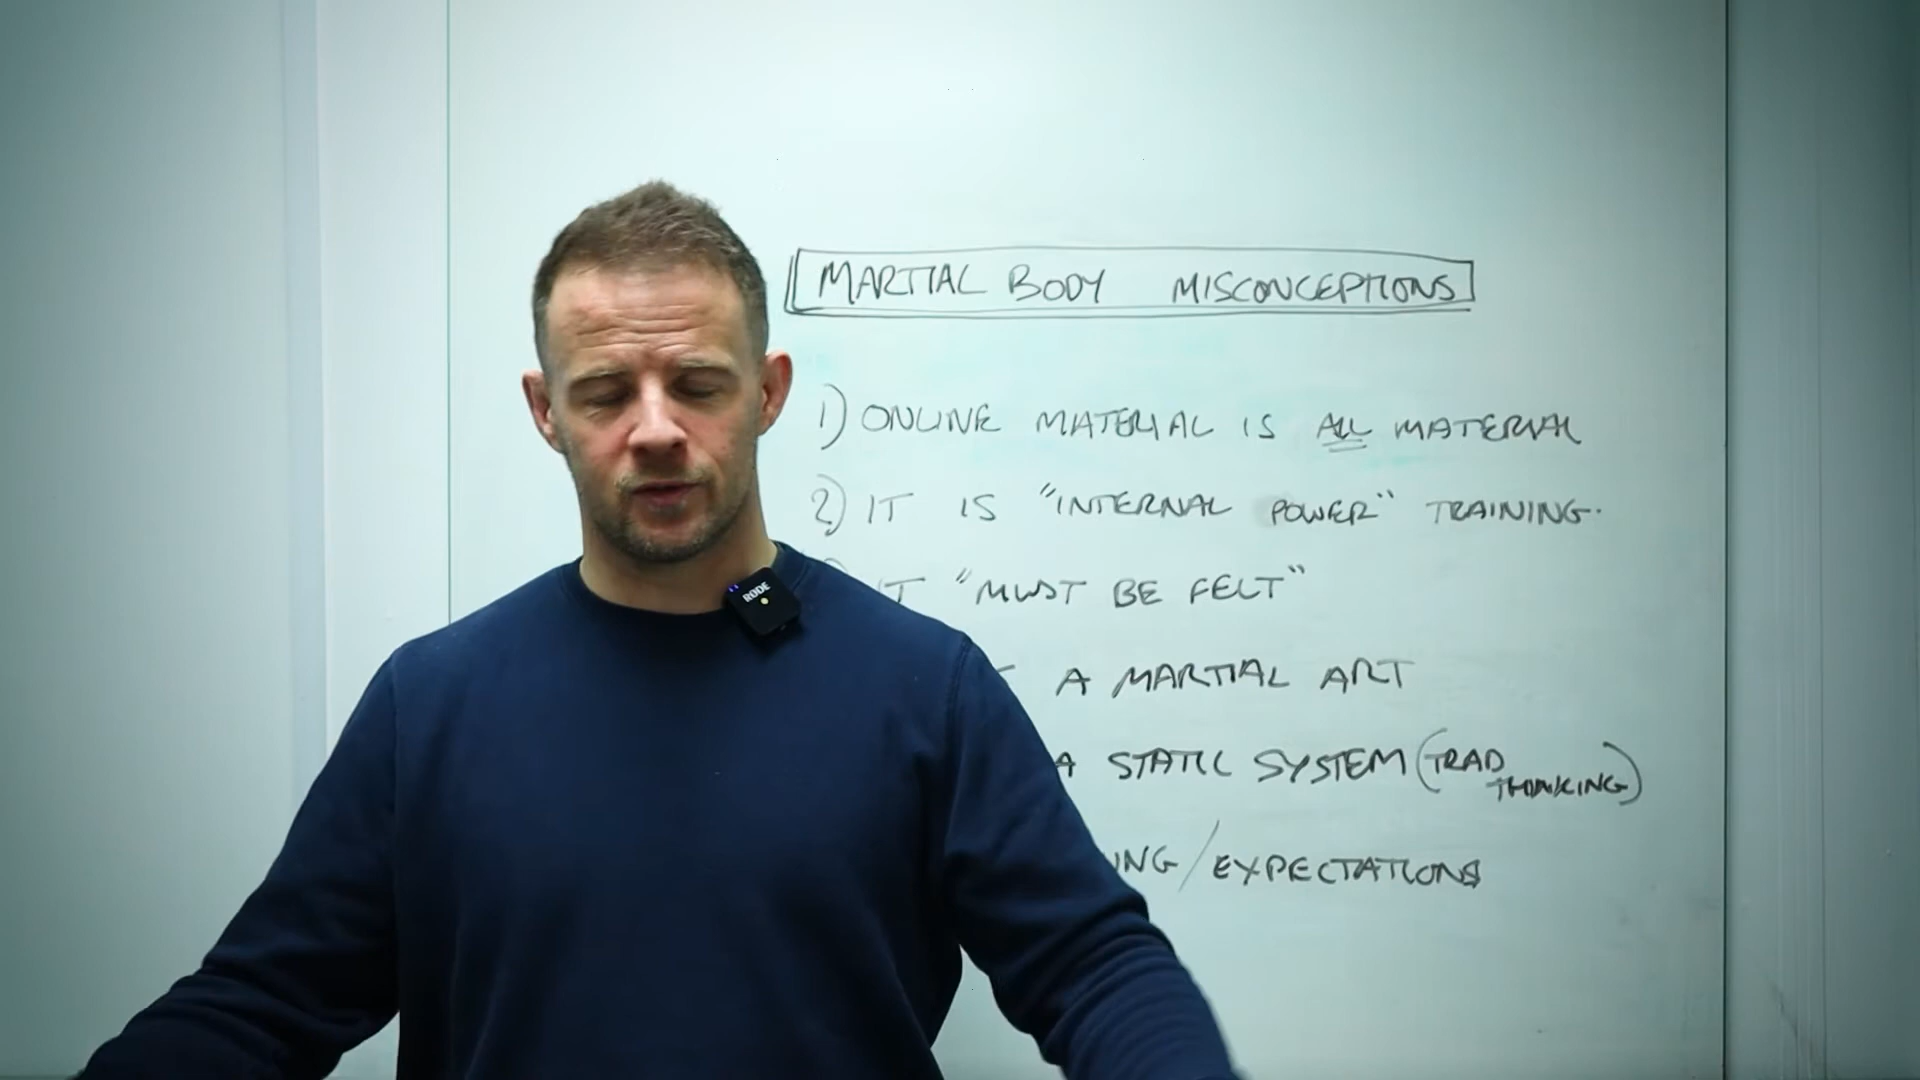 MARTIAL BODY MISCONCEPTIONS
1) ONLINE MATERIAL IS ALL MATERIAL
2) IT IS "INTERNAL POWER" TRAINING.
"MUST BE FELT"
RODE
A MARTIAL ART
A STATIC SYSTEM (TRAD
THINKING)
ING / EXPECTATIONS